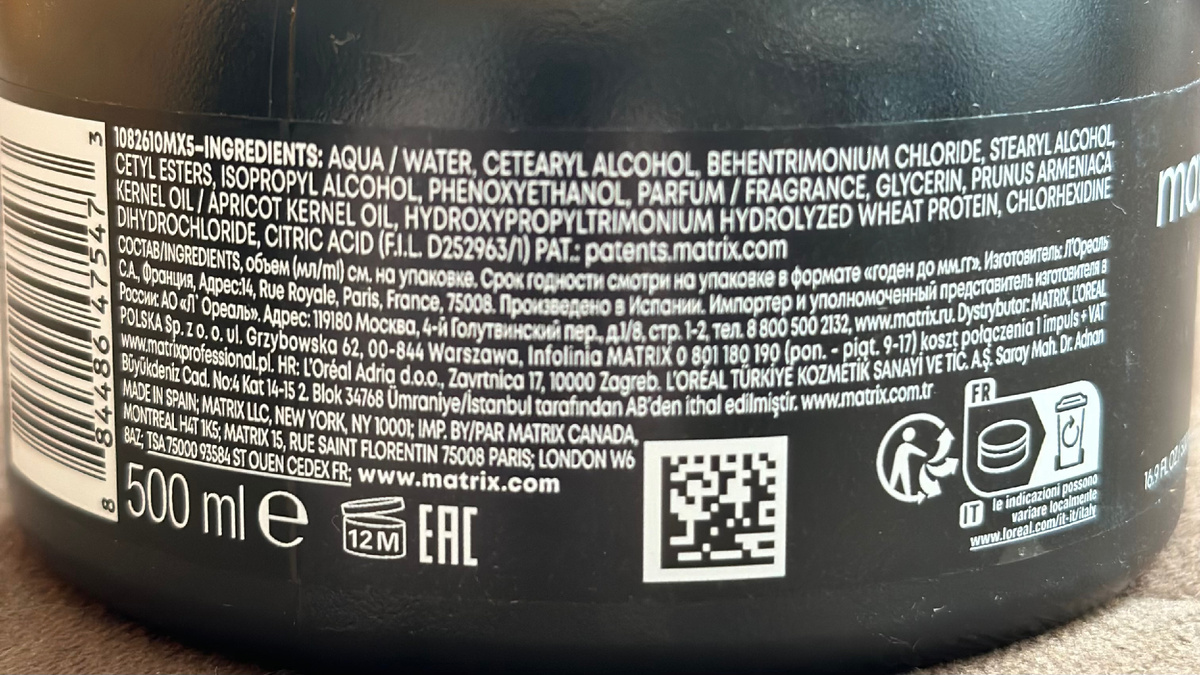 1082610MX5–INGREDIENTS: AQUA / WATER, CETEARYL ALCOHOL, BEHENTRIMONIUM CHLORIDE, STEARYL ALCOHOL,
CETYL ESTERS, ISOPROPYL ALCOHOL, PHENOXYETHANOL, PARFUM / FRAGRANCE, GLYCERIN, PRUNUS ARMENIACA
KERNEL OIL / APRICOT KERNEL OIL, HYDROXYPROPYLTRIMONIUM HYDROLYZED WHEAT PROTEIN, CHLORHEXIDINE
DIHYDROCHLORIDE, CITRIC ACID (F.I.L. D252963/1) PAT.: patents.matrix.com
СОСТАВ/INGREDIENTS, объем (мл/ml) см. на упаковке. Срок годности смотри на упаковке в формате «годен до мм.гг». Изготовитель: Л'Ореаль
С.А., Франция, Адрес:14, Rue Royale, Paris, France, 75008. Произведено в Испании. Импортер и уполномоченный представитель изготовителя в
России: АО «Л' Ореаль». Адрес: 119180 Москва, 4-й Голутвинский пер., д.1/8, стр. 1-2, тел. 8 800 500 2132, www.matrix.ru. Dystrybutor: MATRIX, L'ORÉAL
POLSKA Sp. z o. o. ul. Grzybowska 62, 00-844 Warszawa, Infolinia MATRIX 0 801 180 190 (pon. - piąt. 9-17) koszt połączenia 1 impuls + VAT
www.matrixprofessional.pl. HR: L'Oréal Adria d.o.o., Zavrtnica 17, 10000 Zagreb. L'ORÉAL TÜRKİYE KOZMETİK SANAYİ VE TİC. A.Ş. Saray Mah. Dr. Adnan
Büyükdeniz Cad. No:4 Kat 14-15 2. Blok 34768 Ümraniye/İstanbul tarafından AB'den ithal edilmiştir. www.matrix.com.tr
MADE IN SPAIN; MATRIX LLC, NEW YORK, NY 10001; IMP. BY/PAR MATRIX CANADA,
MONTREAL H4T 1K5; MATRIX 15, RUE SAINT FLORENTIN 75008 PARIS; LONDON W6
8AZ; TSA 75000 93584 ST OUEN CEDEX FR; www.matrix.com
500 ml e
12M
EAC
FR
IT
le indicazioni possono
variare localmente
www.loreal.com/it-it/italy
8 84486 47547 3
16.9 FL OZ